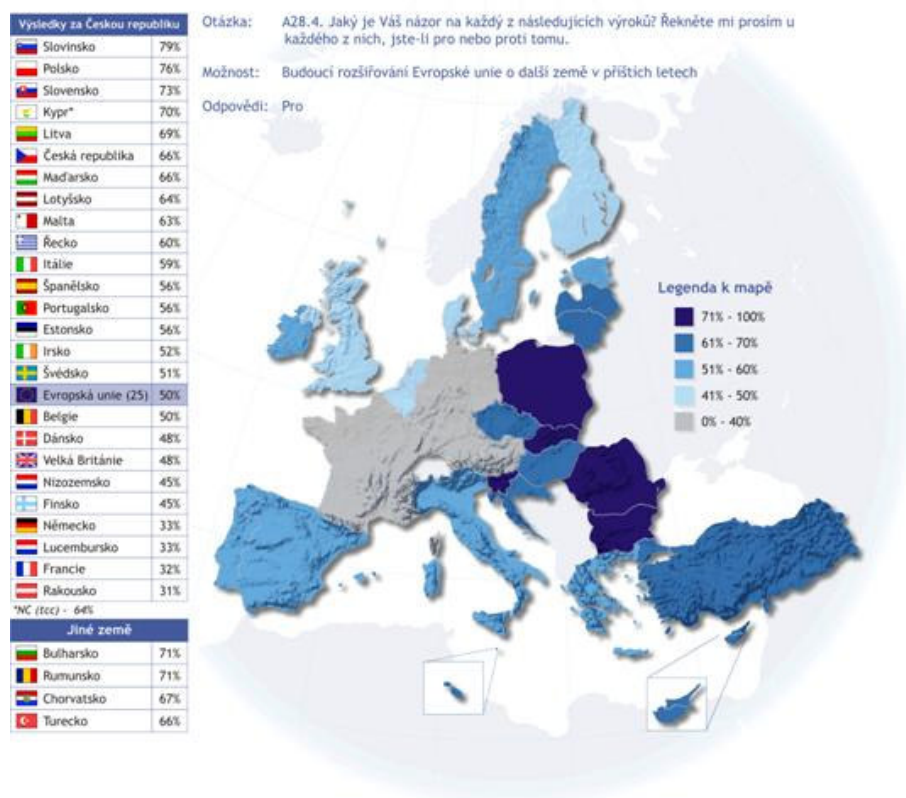 Výsledky za Českou republiku
Slovinsko 79%
Polsko 76%
Slovensko 73%
Kypr* 70%
Litva 69%
Česká republika 66%
Maďarsko 66%
Lotyšsko 64%
Malta 63%
Řecko 60%
Itálie 59%
Španělsko 56%
Portugalsko 56%
Estonsko 56%
Irsko 52%
Švédsko 51%
Evropská unie (25) 50%
Belgie 50%
Dánsko 48%
Velká Británie 48%
Nizozemsko 45%
Finsko 45%
Německo 33%
Lucembursko 33%
Francie 32%
Rakousko 31%
*NC (tcc) - 64%
Jiné země
Bulharsko 71%
Rumunsko 71%
Chorvatsko 67%
Turecko 66%
Otázka: A28.4. Jaký je Váš názor na každý z následujících výroků? Řekněte mi prosím u
každého z nich, jste-li pro nebo proti tomu.
Možnost: Budoucí rozšiřování Evropské unie o další země v příštích letech
Odpovědi: Pro
Legenda k mapě
71% - 100%
61% - 70%
51% - 60%
41% - 50%
0% - 40%